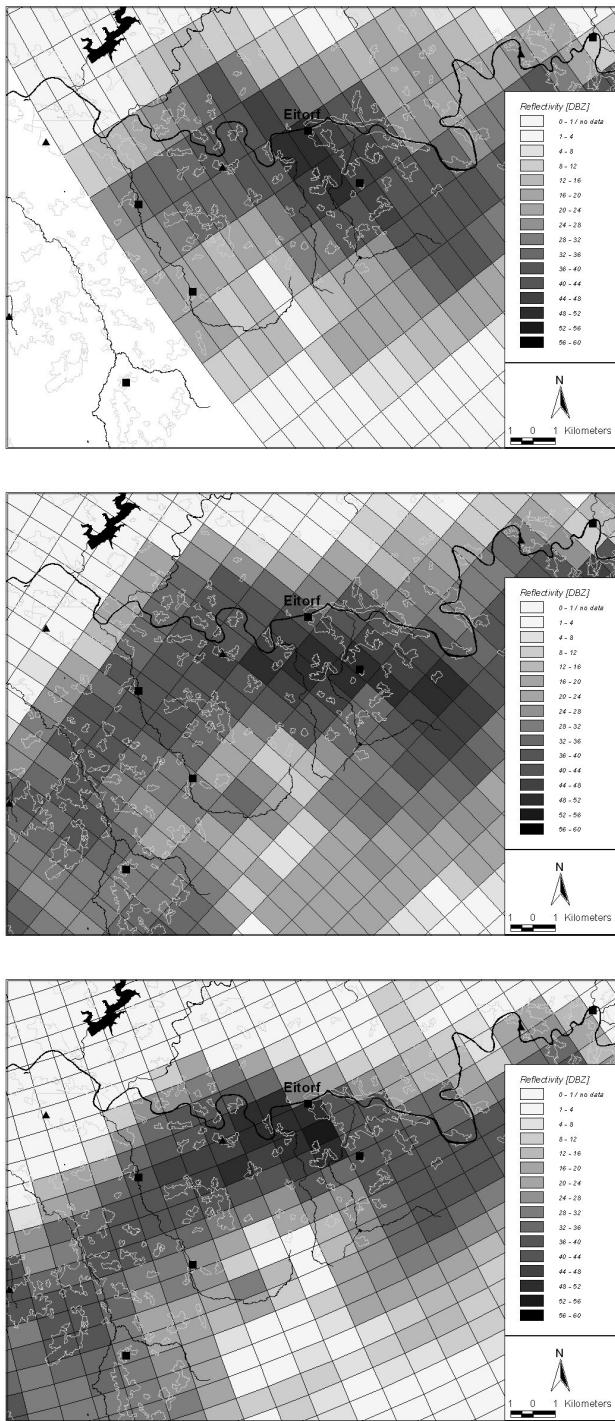 Eitorf
Reflectivity [DBZ]
0 - 1 / no data
1 - 4
4 - 8
8 - 12
12 - 16
16 - 20
20 - 24
24 - 28
28 - 32
32 - 36
36 - 40
40 - 44
44 - 48
48 - 52
52 - 56
56 - 60
N
1 0 1 Kilometers
Eitorf
Reflectivity [DBZ]
0 - 1 / no data
1 - 4
4 - 8
8 - 12
12 - 16
16 - 20
20 - 24
24 - 28
28 - 32
32 - 36
36 - 40
40 - 44
44 - 48
48 - 52
52 - 56
56 - 60
N
1 0 1 Kilometers
Eitorf
Reflectivity [DBZ]
0 - 1 / no data
1 - 4
4 - 8
8 - 12
12 - 16
16 - 20
20 - 24
24 - 28
28 - 32
32 - 36
36 - 40
40 - 44
44 - 48
48 - 52
52 - 56
56 - 60
N
1 0 1 Kilometers